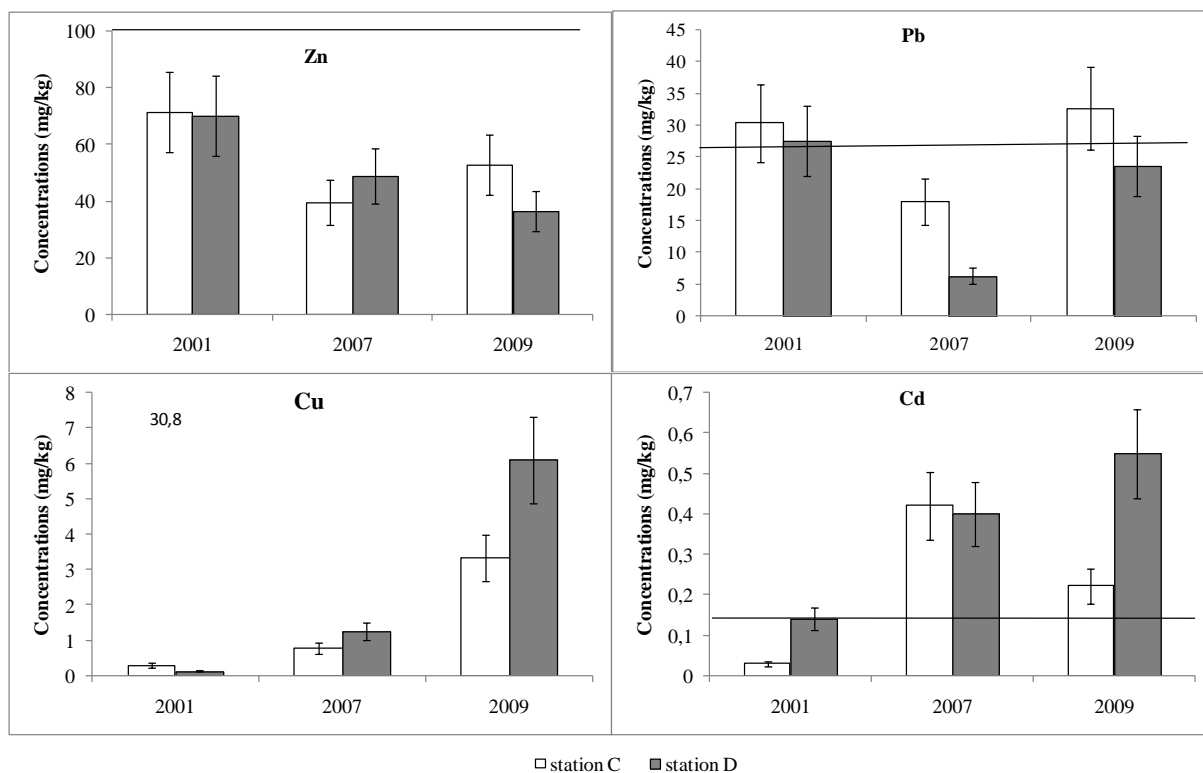 Zn
Concentrations (mg/kg)
100
80
60
40
20
0
2001 2007 2009
Pb
Concentrations (mg/kg)
45
40
35
30
25
20
15
10
5
0
2001 2007 2009
Cu
30,8
Concentrations (mg/kg)
8
7
6
5
4
3
2
1
0
2001 2007 2009
Cd
Concentrations (mg/kg)
0,7
0,6
0,5
0,4
0,3
0,2
0,1
0
2001 2007 2009
station C station D